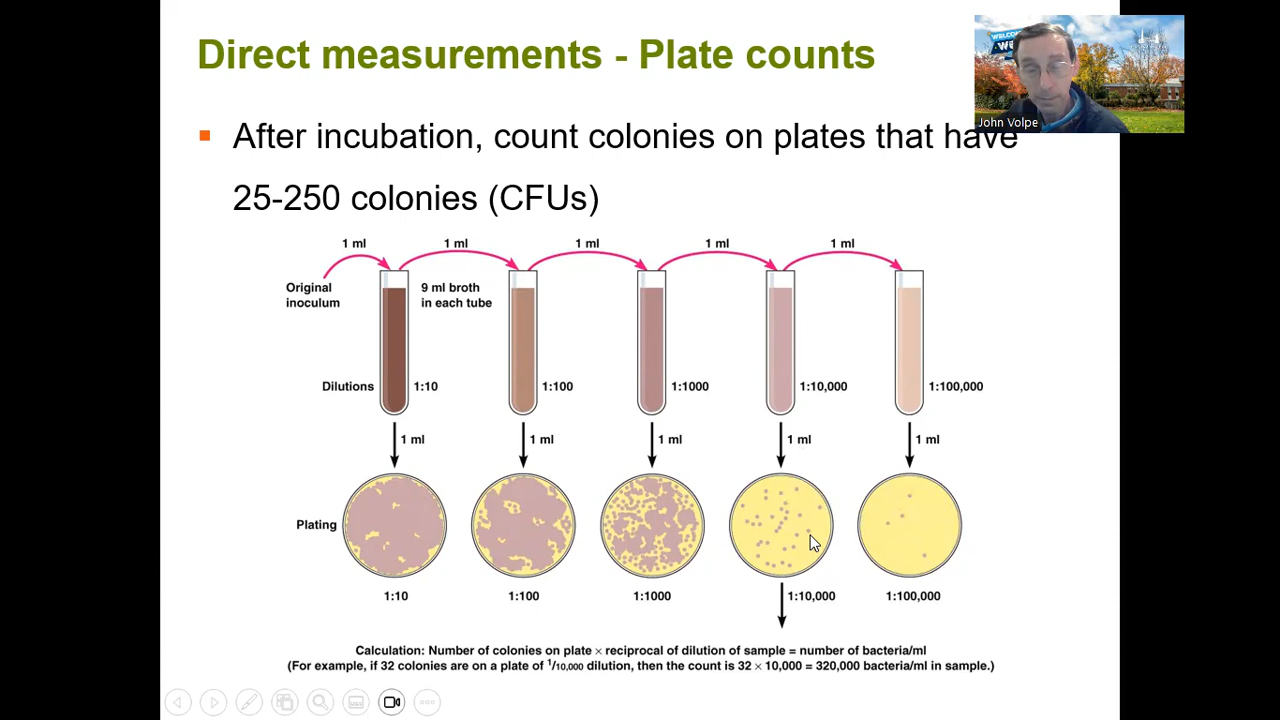 Direct measurements - Plate counts
WELCOME
John Volpe
▪ After incubation, count colonies on plates that have
25-250 colonies (CFUs)
1 ml 1 ml 1 ml 1 ml 1 ml
Original
inoculum
9 ml broth
in each tube
Dilutions 1:10 1:100 1:1000 1:10,000 1:100,000
1 ml 1 ml 1 ml 1 ml 1 ml
Plating
1:10 1:100 1:1000 1:10,000 1:100,000
Calculation: Number of colonies on plate × reciprocal of dilution of sample = number of bacteria/ml
(For example, if 32 colonies are on a plate of 1/10,000 dilution, then the count is 32 × 10,000 = 320,000 bacteria/ml in sample.)